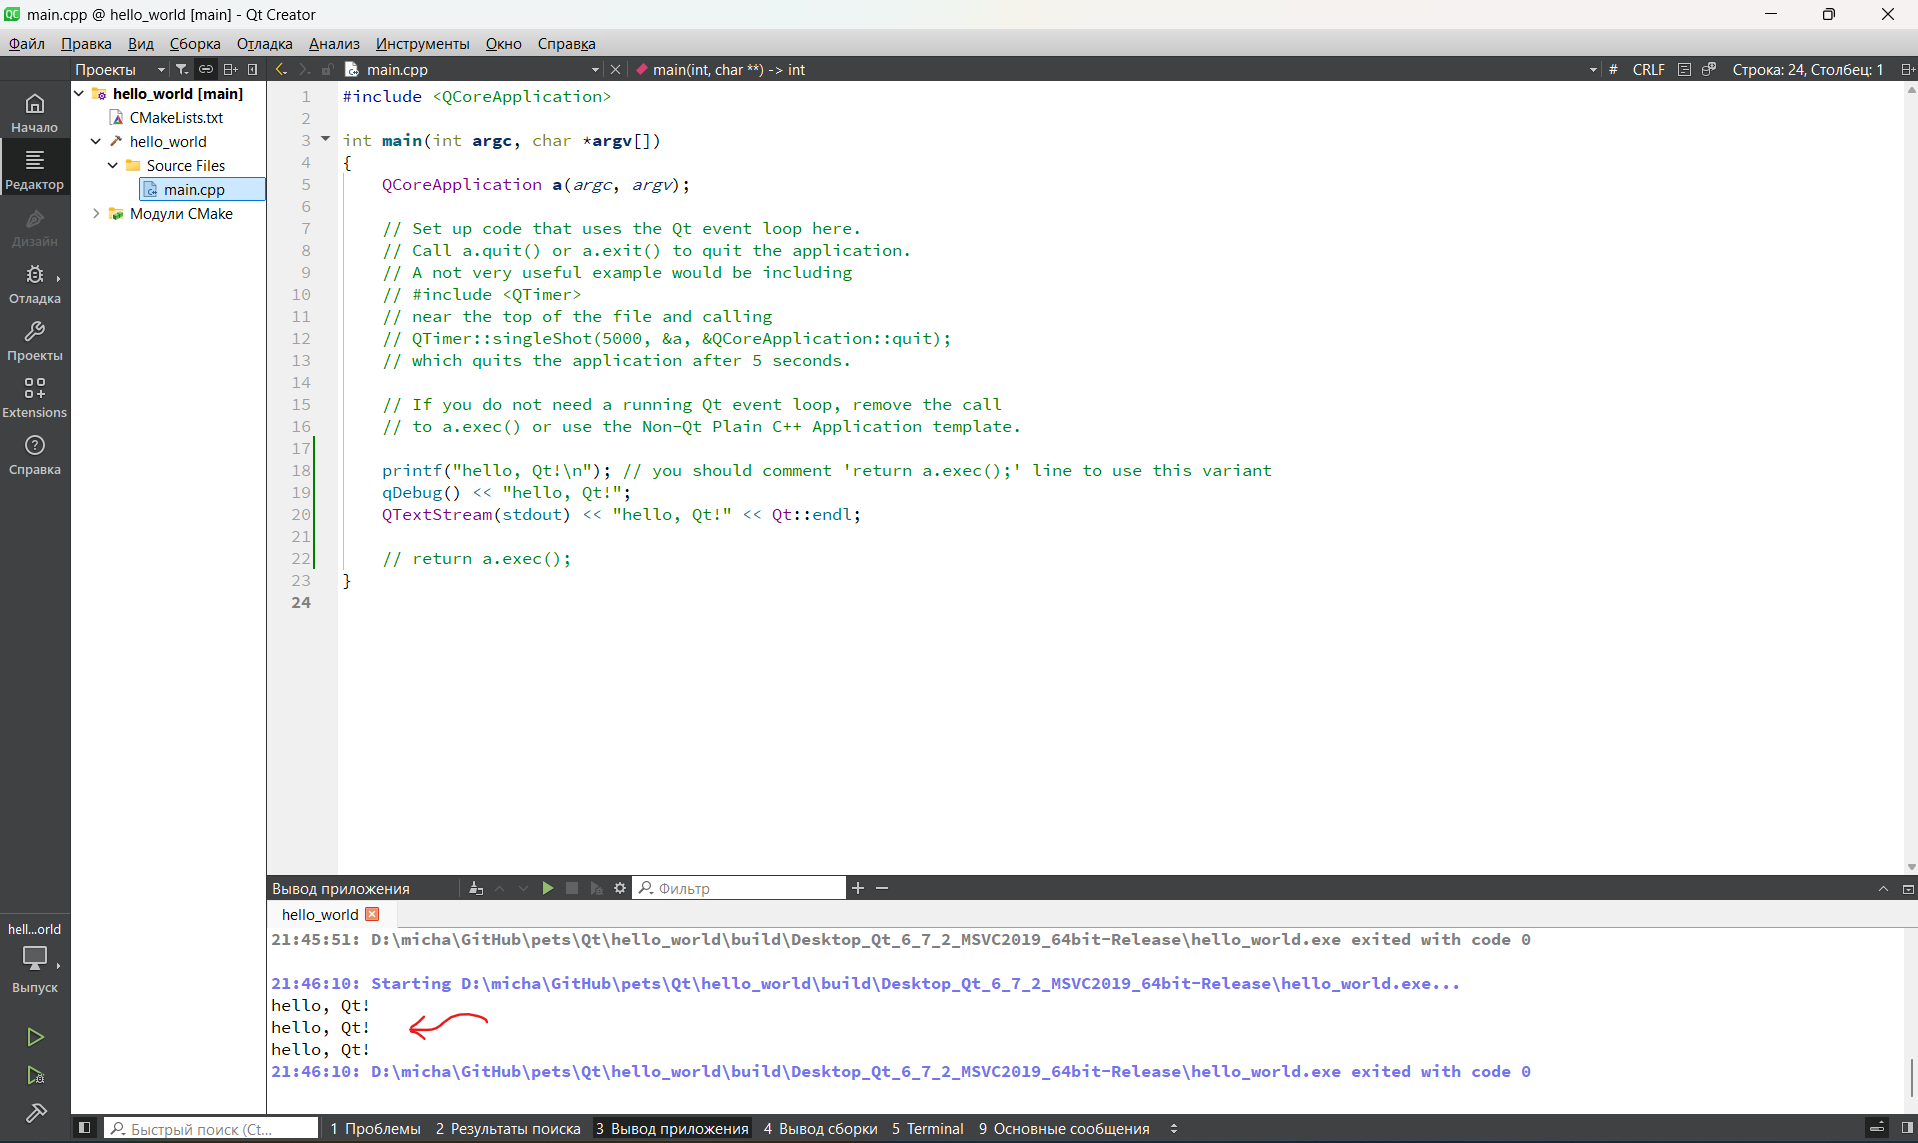 main.cpp @ hello_world [main] - Qt Creator
Файл Правка Вид Сборка Отладка Анализ Инструменты Окно Справка
Проекты main.cpp main(int, char **) -> int # CRLF Строка: 24, Столбец: 1
Начало
Редактор
Дизайн
Отладка
Проекты
Extensions
Справка
hello_world [main]
CMakeLists.txt
hello_world
Source Files
main.cpp
Модули CMake
1 #include <QCoreApplication>
2
3 int main(int argc, char *argv[])
4 {
5 QCoreApplication a(argc, argv);
6
7 // Set up code that uses the Qt event loop here.
8 // Call a.quit() or a.exit() to quit the application.
9 // A not very useful example would be including
10 // #include <QTimer>
11 // near the top of the file and calling
12 // QTimer::singleShot(5000, &a, &QCoreApplication::quit);
13 // which quits the application after 5 seconds.
14
15 // If you do not need a running Qt event loop, remove the call
16 // to a.exec() or use the Non-Qt Plain C++ Application template.
17
18 printf("hello, Qt!\n"); // you should comment 'return a.exec();' line to use this variant
19 qDebug() << "hello, Qt!";
20 QTextStream(stdout) << "hello, Qt!" << Qt::endl;
21
22 // return a.exec();
23 }
24
Вывод приложения Фильтр
hello_world
21:45:51: D:\micha\GitHub\pets\Qt\hello_world\build\Desktop_Qt_6_7_2_MSVC2019_64bit-Release\hello_world.exe exited with code 0
21:46:10: Starting D:\micha\GitHub\pets\Qt\hello_world\build\Desktop_Qt_6_7_2_MSVC2019_64bit-Release\hello_world.exe...
hello, Qt!
hello, Qt!
hello, Qt!
21:46:10: D:\micha\GitHub\pets\Qt\hello_world\build\Desktop_Qt_6_7_2_MSVC2019_64bit-Release\hello_world.exe exited with code 0
hell...orld
Выпуск
Быстрый поиск (Ct... 1 Проблемы 2 Результаты поиска 3 Вывод приложения 4 Вывод сборки 5 Terminal 9 Основные сообщения